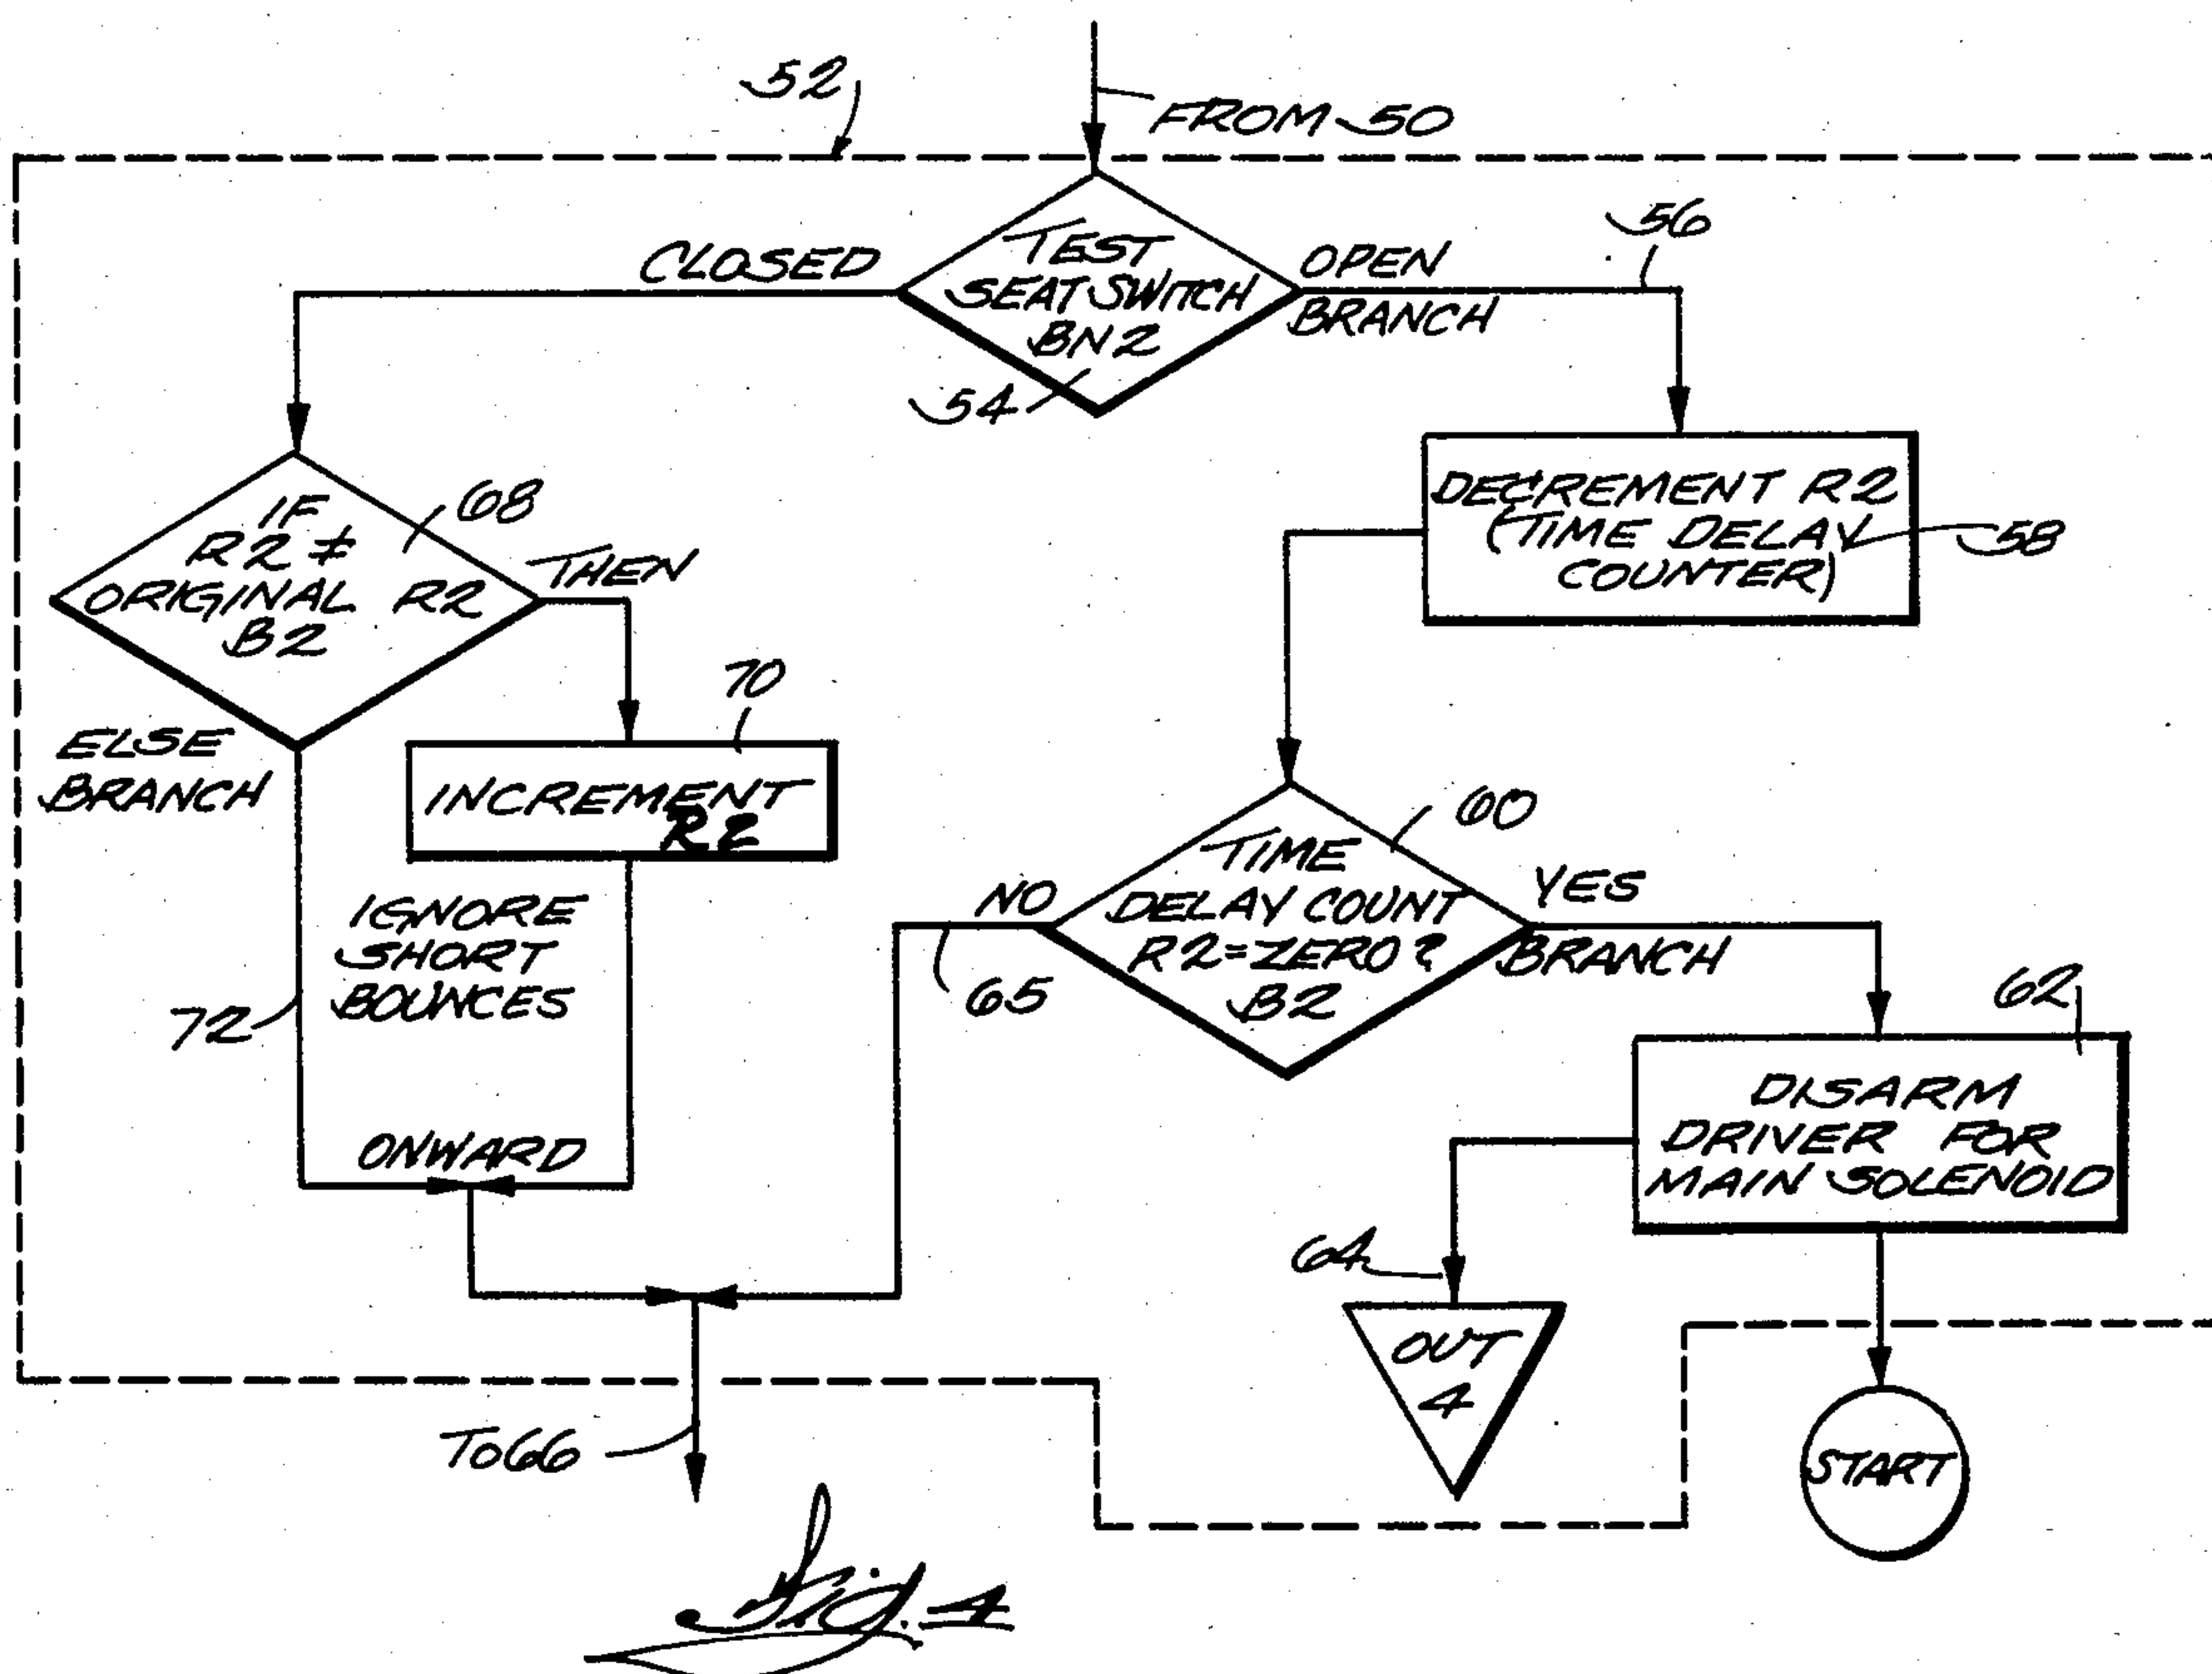 52
FROM 50
TEST
SEAT SWITCH
BN2
54
CLOSED
OPEN
BRANCH
56
IF
R2 ≠
ORIGINAL R2
B2
68
THEN
ELSE
BRANCH
DECREMENT R2
(TIME DELAY
COUNTER)
58
70
INCREMENT
R2
IGNORE
SHORT
BOUNCES
72
ONWARD
TIME
DELAY COUNT
R2=ZERO?
B2
60
NO
65
YES
BRANCH
62
DISARM
DRIVER FOR
MAIN SOLENOID
64
OUT
4
START
TO 66
Fig. 4